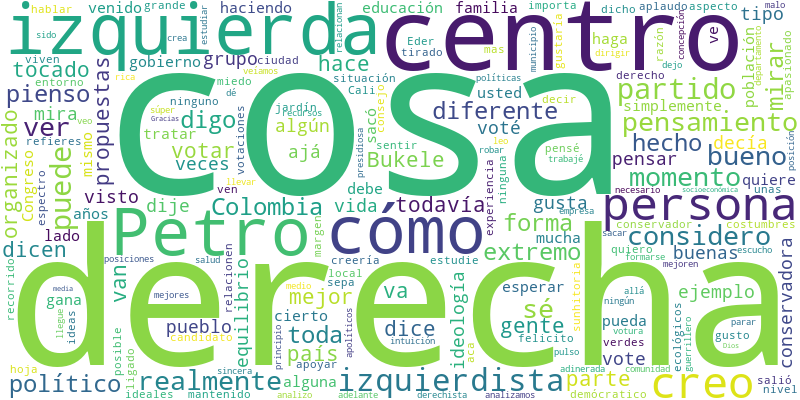 hablar venido grande haciendo educación familia importa dicho aplaudo aspecto malo
izquierda centro
sido crea estudiar relacionan gustaría municipio haga razón dirigir concepción ve dejo departamento apasionado
viven gobierno grupo ciudad Eder tirado mas tipo
tocado hace miedo veíamos situación Cali usted políticas derecho población mirar
entorno rica ninguno dé jardín recursos consejo decir simplemente partido
pienso propuestas súper Gracias digo algún sacó diferente pensamiento
mira tratar votaciones sentir Bukele voté pensé trabajé robar leo decía
organizado ver mismo veo votar ajá hecho bueno
refieres veces presidiosa ninguna pensar quiere posición
Congreso puede llevar cosa momento unas
espectro visto ven debe experiencia necesario socioeconómica
años dije Colombia vida todavía gusta empresa persona
lado Petro cómo forma conservador costumbres
dicen margen mucha sacar considero
recorrido van posiciones salud relacionen creería estudie extremo quiero formarse buenas escucho
media derecha local sepa esperar sé mejoren
gana mejores equilibrio va ideología sunhitoria allá ningún ejemplo conservadora
ideas llegue posible mejor cierto dice gente pueda ecológicos gusto
pueblo medio toda intuición felicito verdes votura Dios parar
candidato principio país apoyar apolíticos pulso vote guerrillero
hoja ligado sincera alguna aca parte adinerada comunidad salió
político realmente izquierdista creo nivel
ideales mantenido analizo adelante derechista analizamos demócratico